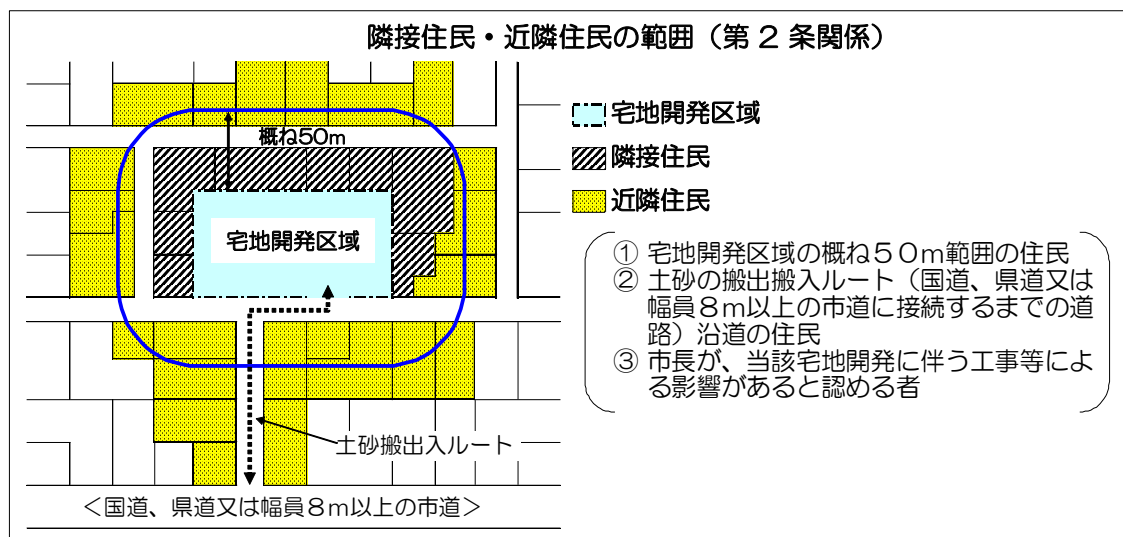 隣接住民・近隣住民の範囲（第２条関係）
概ね50m
宅地開発区域
宅地開発区域
隣接住民
近隣住民
① 宅地開発区域の概ね５０ｍ範囲の住民
② 土砂の搬出搬入ルート（国道、県道又は
幅員８ｍ以上の市道に接続するまでの道
路）沿道の住民
③ 市長が、当該宅地開発に伴う工事等によ
る影響があると認める者
土砂搬出入ルート
＜国道、県道又は幅員８ｍ以上の市道＞